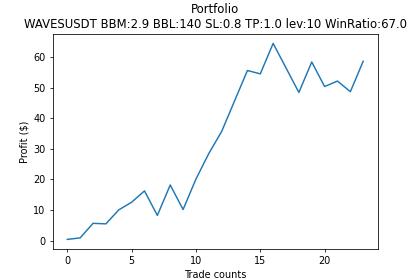 Portfolio
WAVESUSDT BBM:2.9 BBL:140 SL:0.8 TP:1.0 lev:10 WinRatio:67.0
60
50
40
30
20
10
0
Profit ($)
0 5 10 15 20
Trade counts